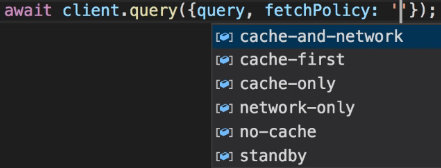 await client.query({query, fetchPolicy: ''});
cache-and-network
cache-first
cache-only
network-only
no-cache
standby